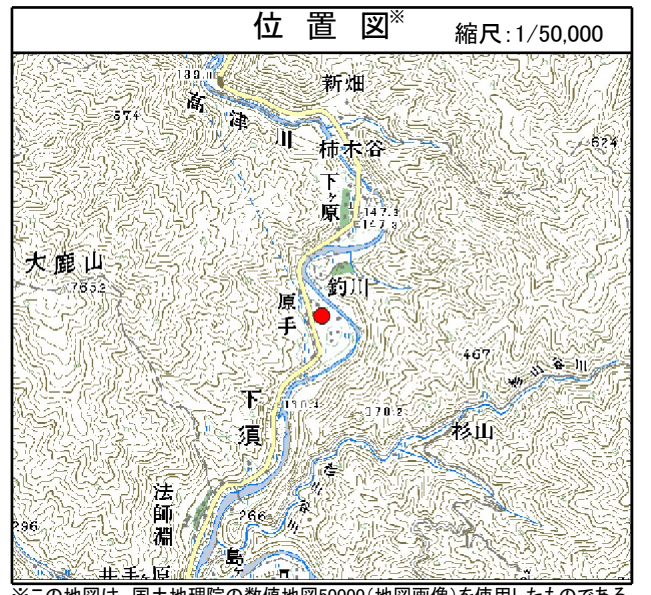 位 置 図※
縮尺:1/50,000
新畑
高津川
574
柿木谷
624
下ヶ原
147.3
147.3
大鹿山
釣川
原手
467
杉山谷川
下須
370.2
杉山
法師淵
266
296
島
井手ヶ原
※この地図は、国土地理院の数値地図50000(地図画像)を使用したものである